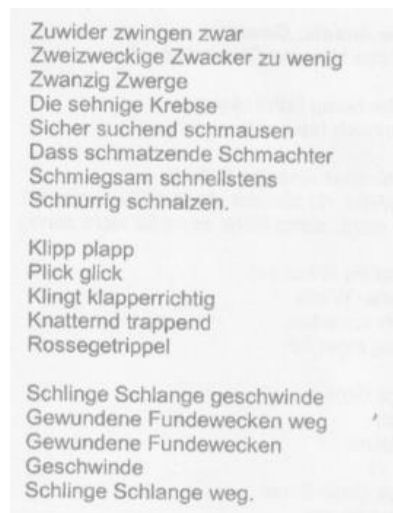 Zuwider zwingen zwar
Zweizweckige Zwacker zu wenig
Zwanzig Zwerge
Die sehnige Krebse
Sicher suchend schmausen
Dass schmatzende Schmachter
Schmiegsam schnellstens
Schnurrig schnalzen.
Klipp plapp
Plick glick
Klingt klapperrichtig
Knatternd trappend
Rossegetrippel
Schlinge Schlange geschwinde
Gewundene Fundewecken weg
Gewundene Fundewecken
Geschwinde
Schlinge Schlange weg.